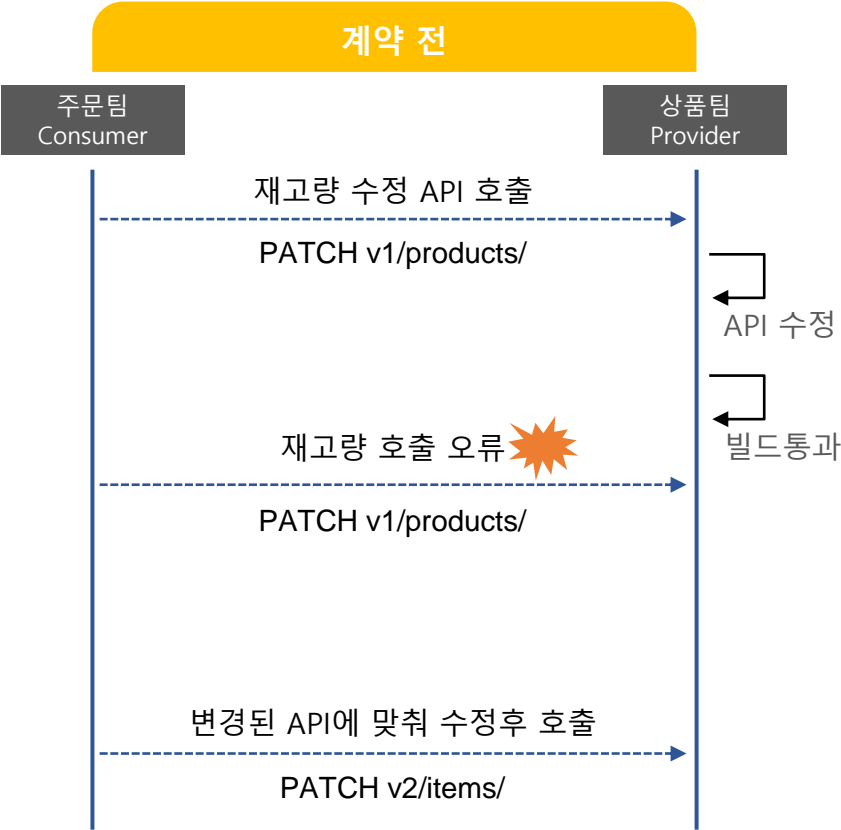 계약 전
주문팀
Consumer
상품팀
Provider
재고량 수정 API 호출
PATCH v1/products/
API 수정
빌드통과
재고량 호출 오류
PATCH v1/products/
변경된 API에 맞춰 수정후 호출
PATCH v2/items/